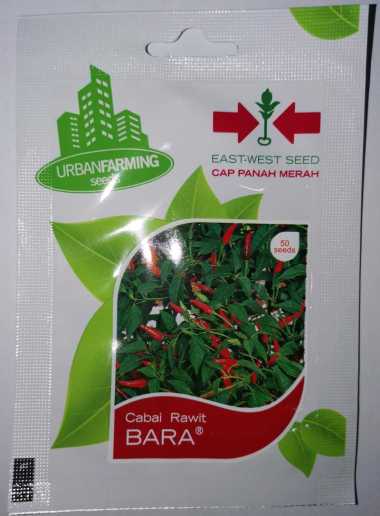 URBANFARMING
seeds
EAST-WEST SEED
CAP PANAH MERAH
50
seeds
Cabai Rawit
BARA®